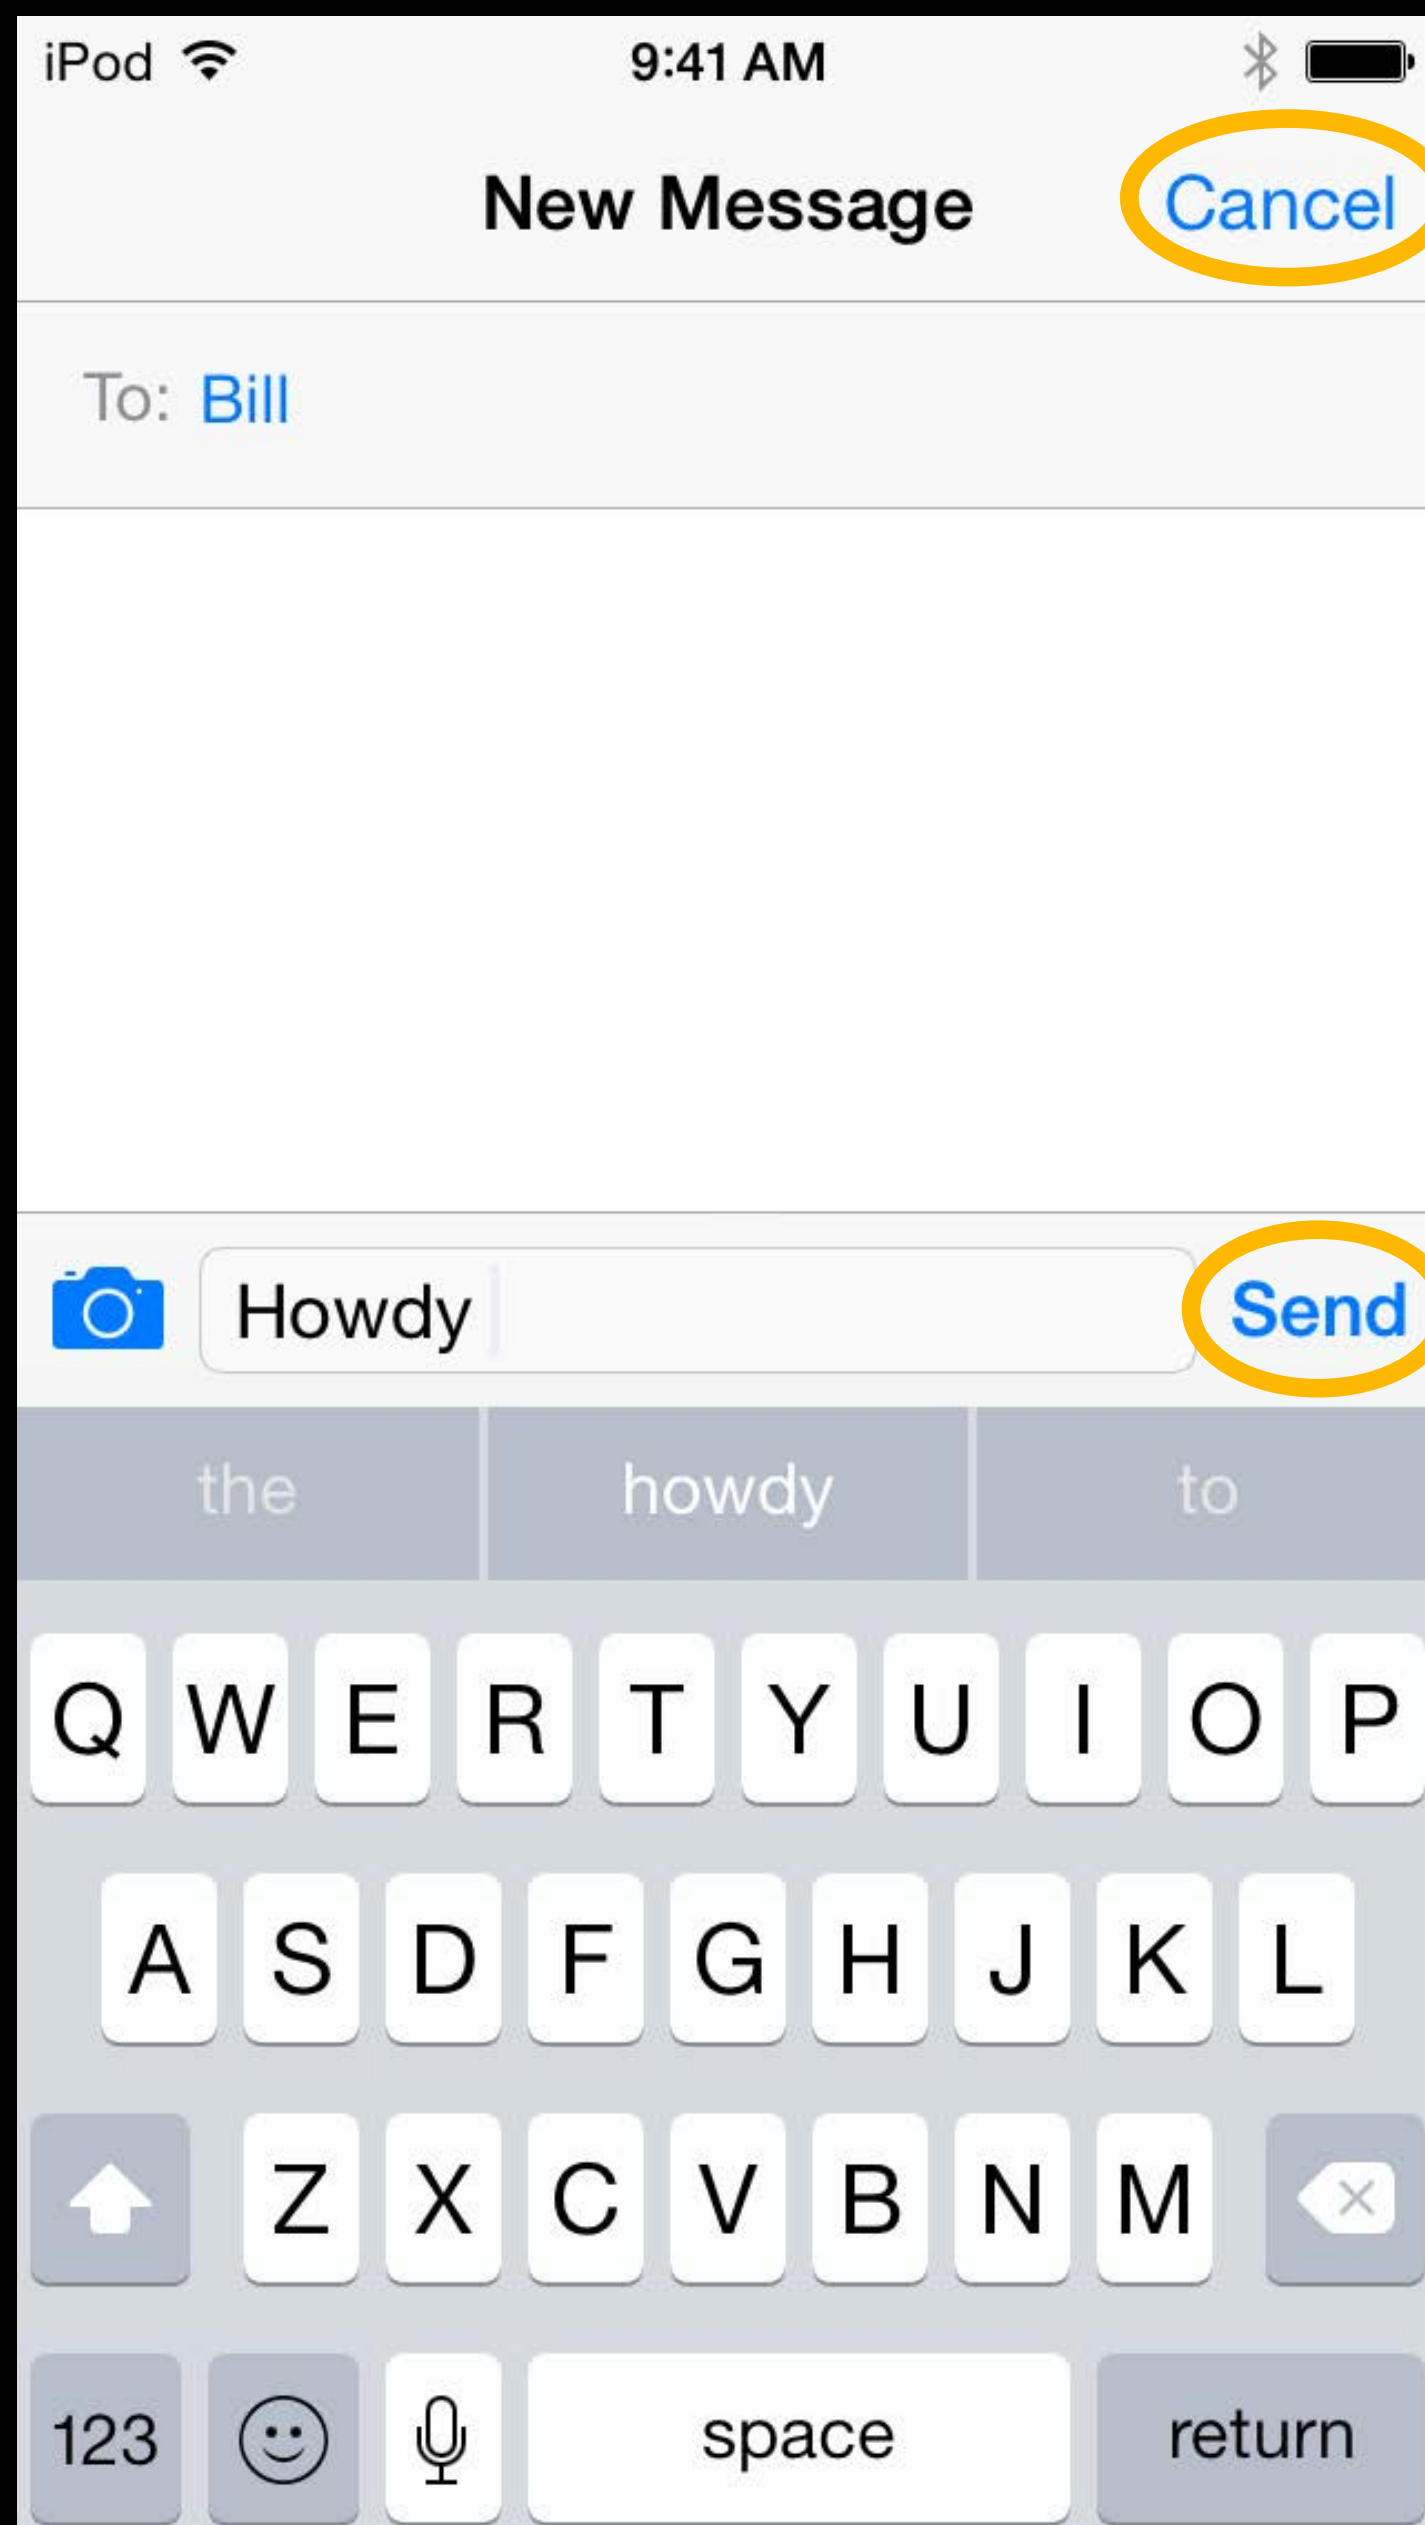 iPod 9:41 AM
New Message Cancel
To: Bill
Howdy Send
the howdy to
Q W E R T Y U I O P
A S D F G H J K L
Z X C V B N M
123 space return